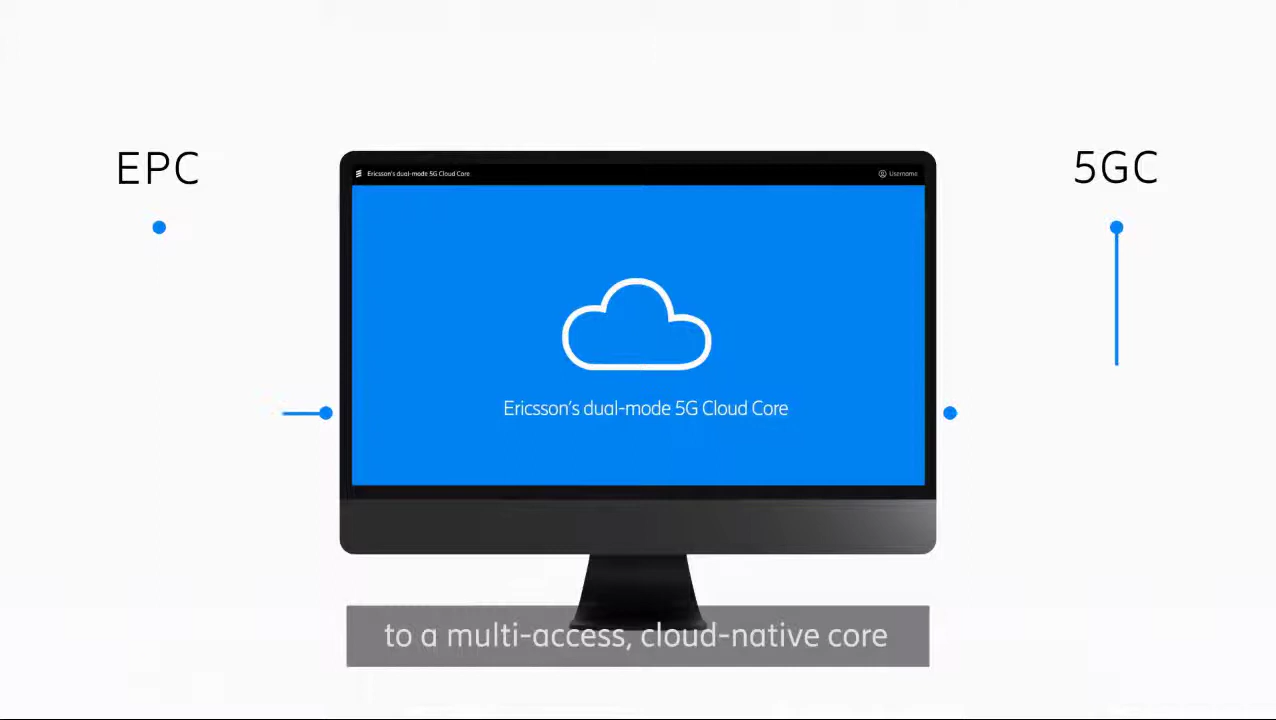 EPC
5GC
Ericsson's dual-mode 5G Cloud Core
Username
Ericsson's dual-mode 5G Cloud Core
to a multi-access, cloud-native core